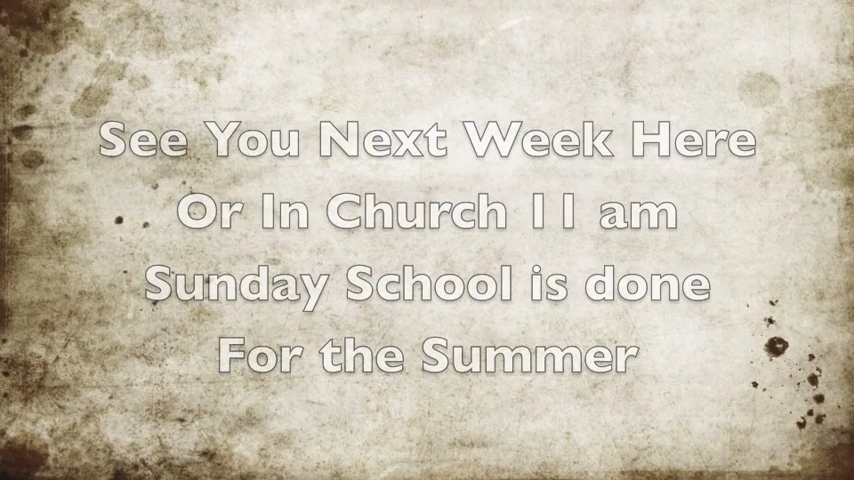 See You Next Week Here
Or In Church 11 am
Sunday School is done
For the Summer